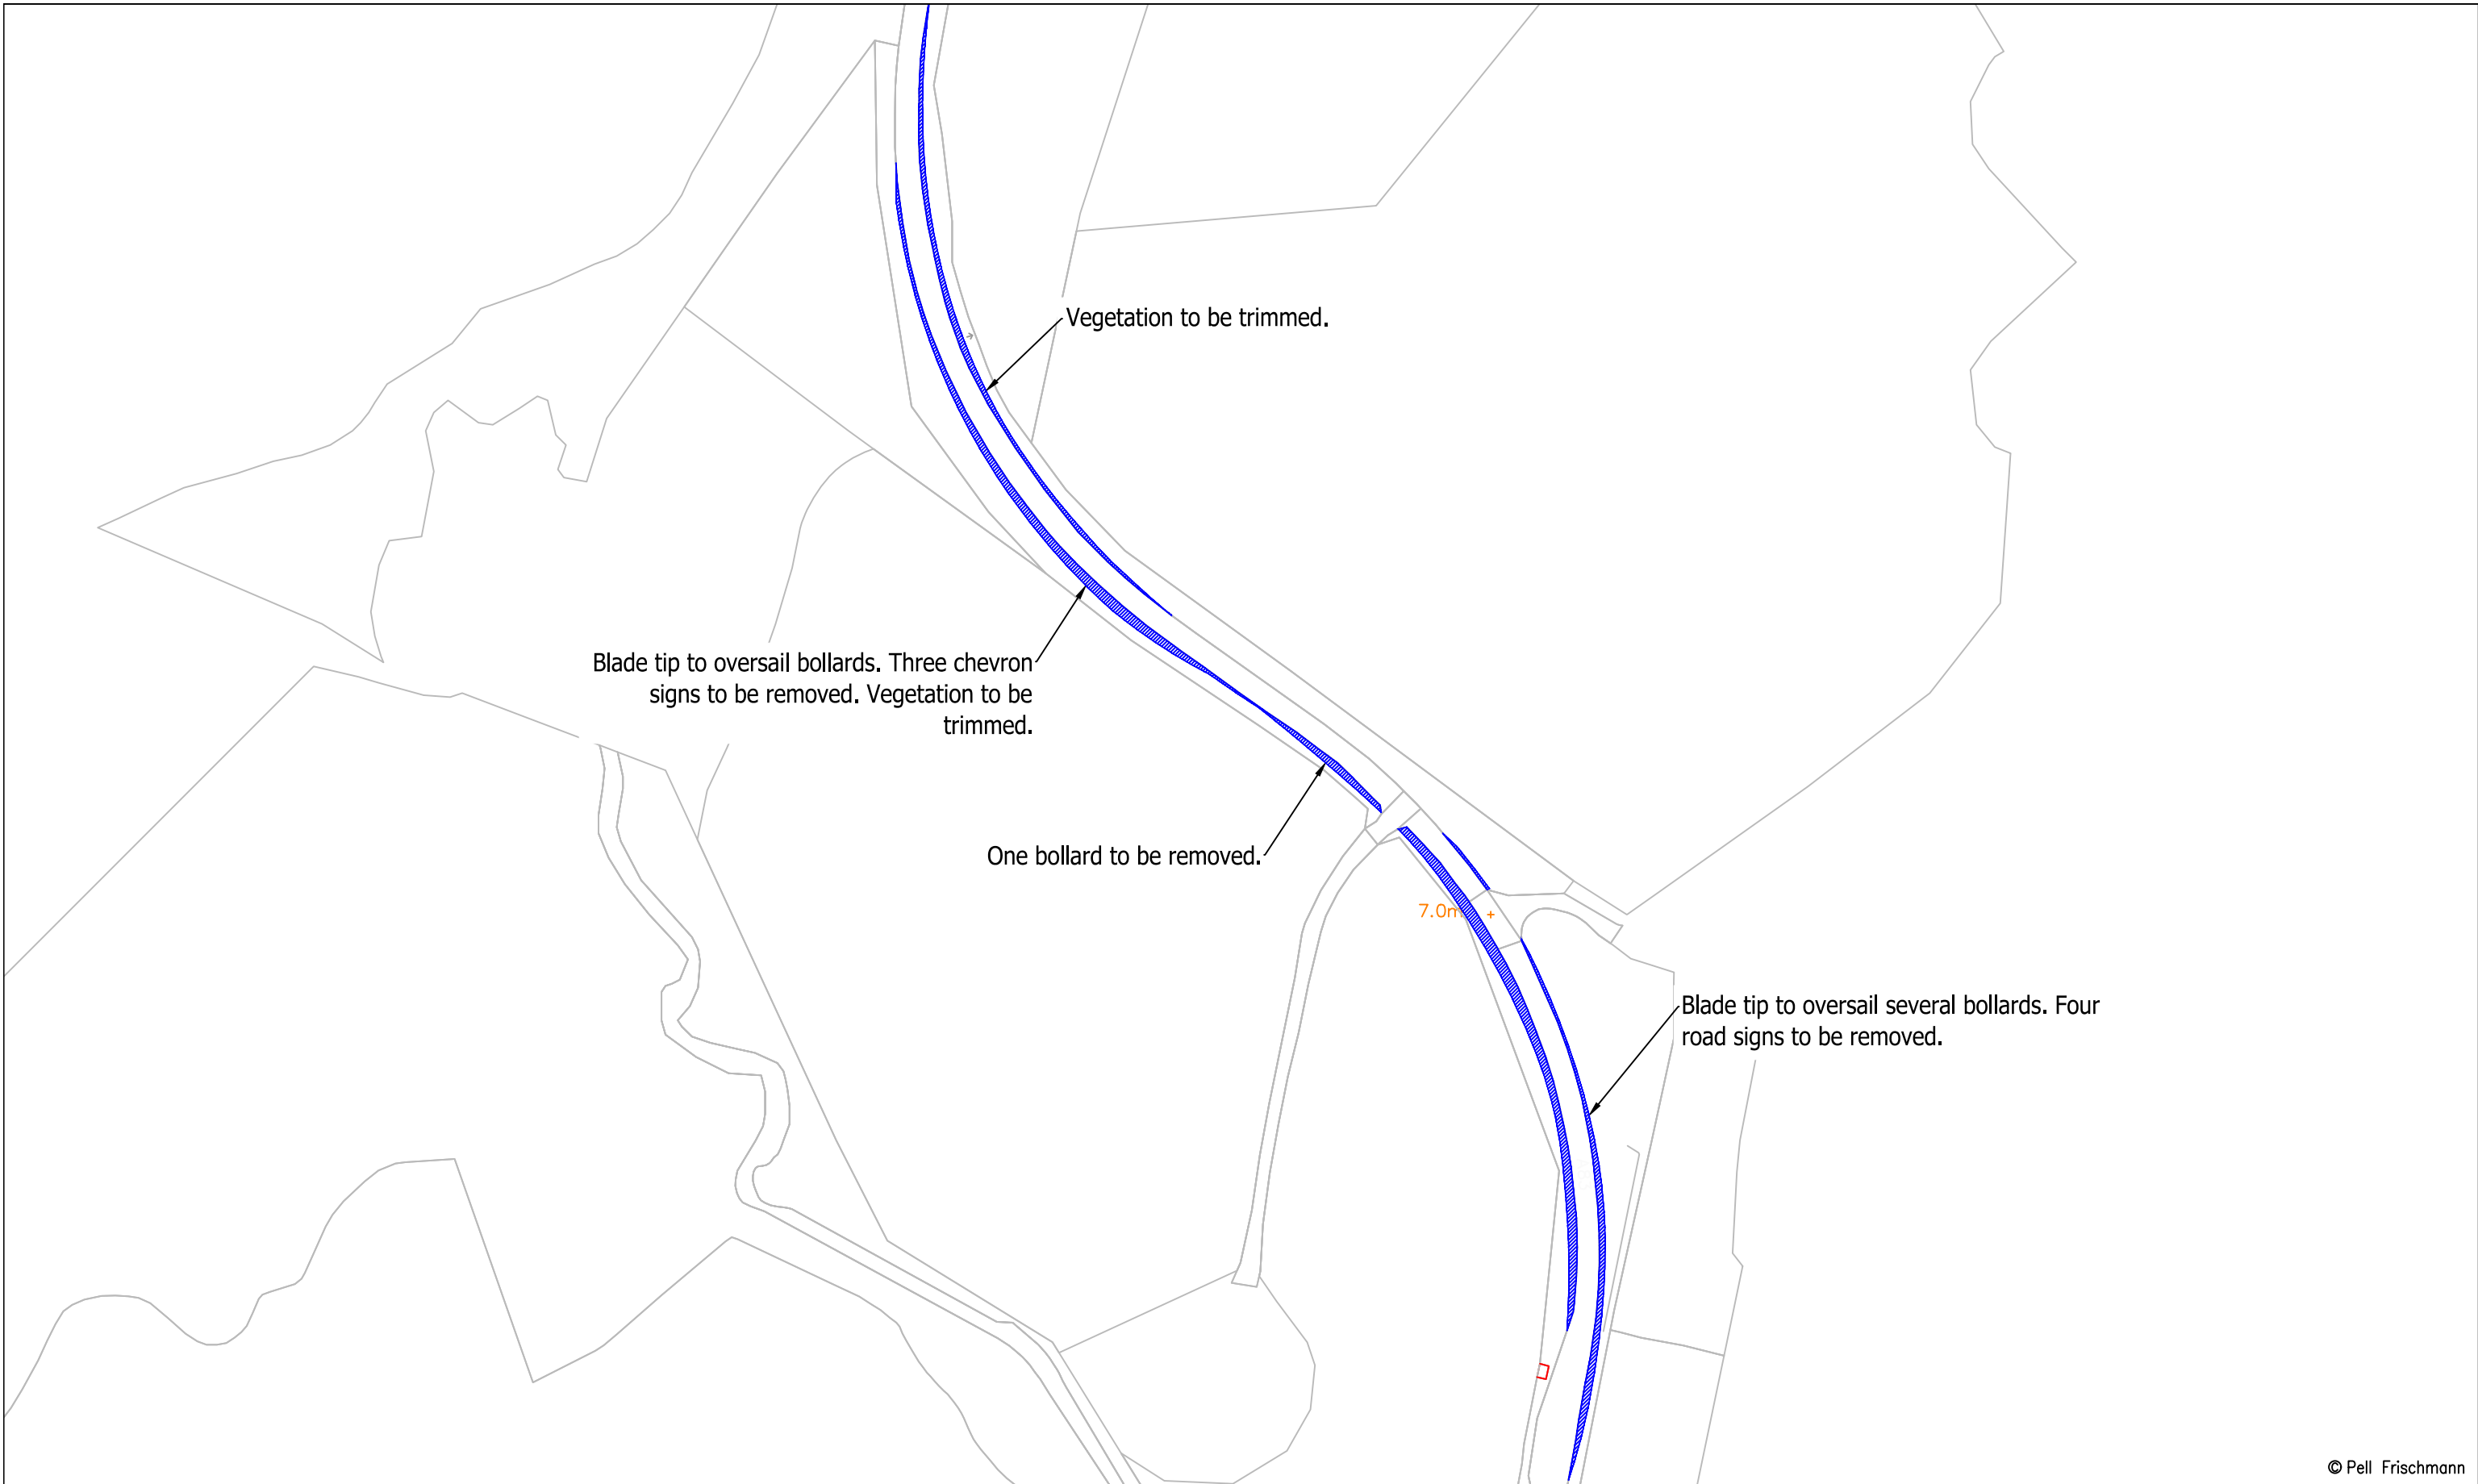 Vegetation to be trimmed.
Blade tip to oversail bollards. Three chevron
signs to be removed. Vegetation to be
trimmed.
One bollard to be removed.
7.0m
Blade tip to oversail several bollards. Four
road signs to be removed.
© Pell Frischmann